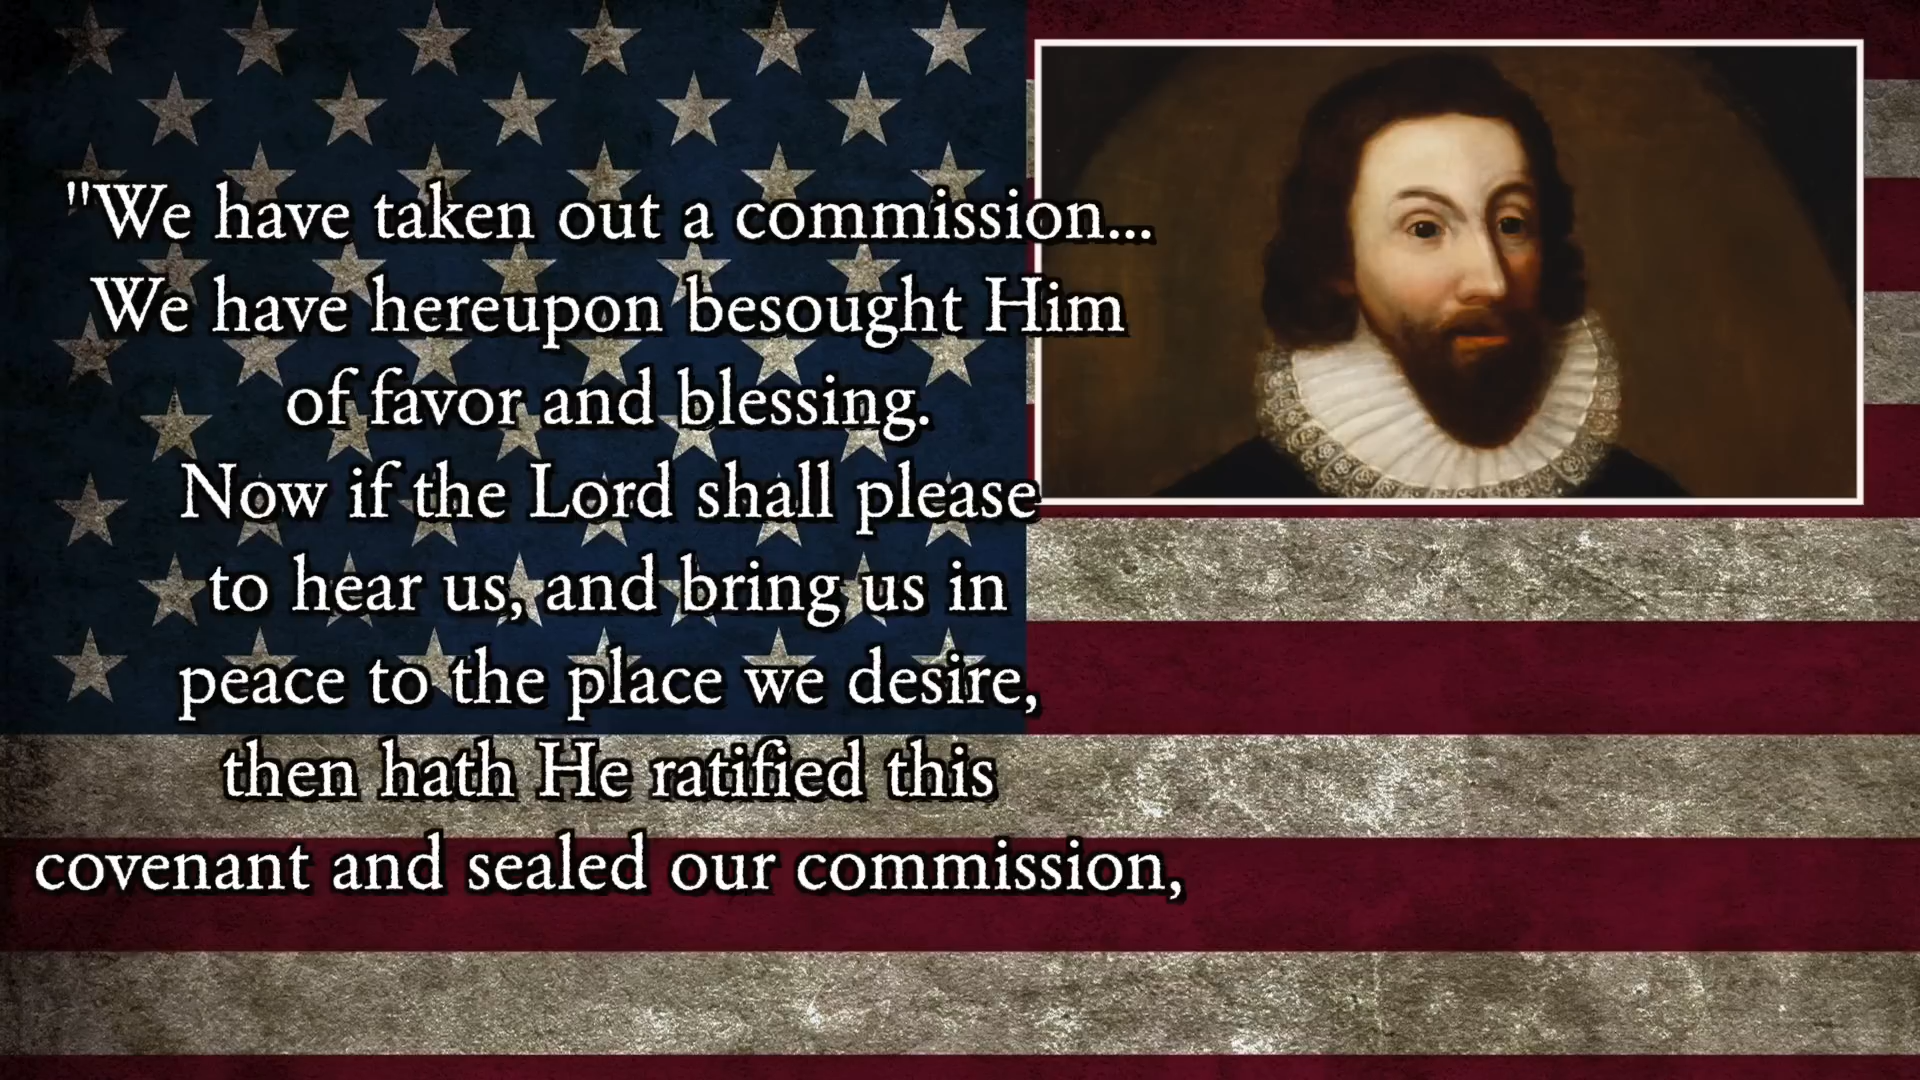 "We have taken out a commission...
We have hereupon besought Him
of favor and blessing.
Now if the Lord shall please
to hear us, and bring us in
peace to the place we desire,
then hath He ratified this
covenant and sealed our commission,